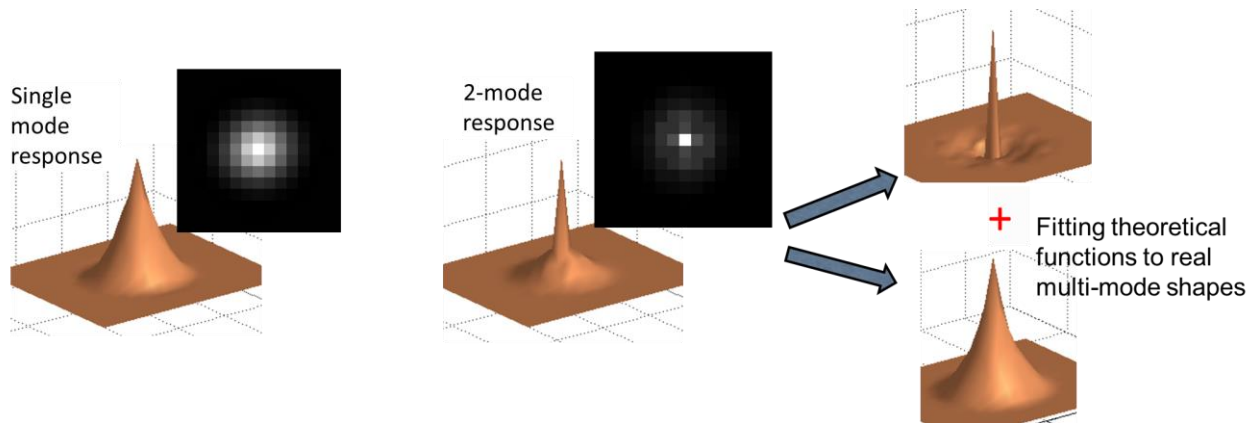 Single
mode
response
2-mode
response
+
Fitting theoretical
functions to real
multi-mode shapes